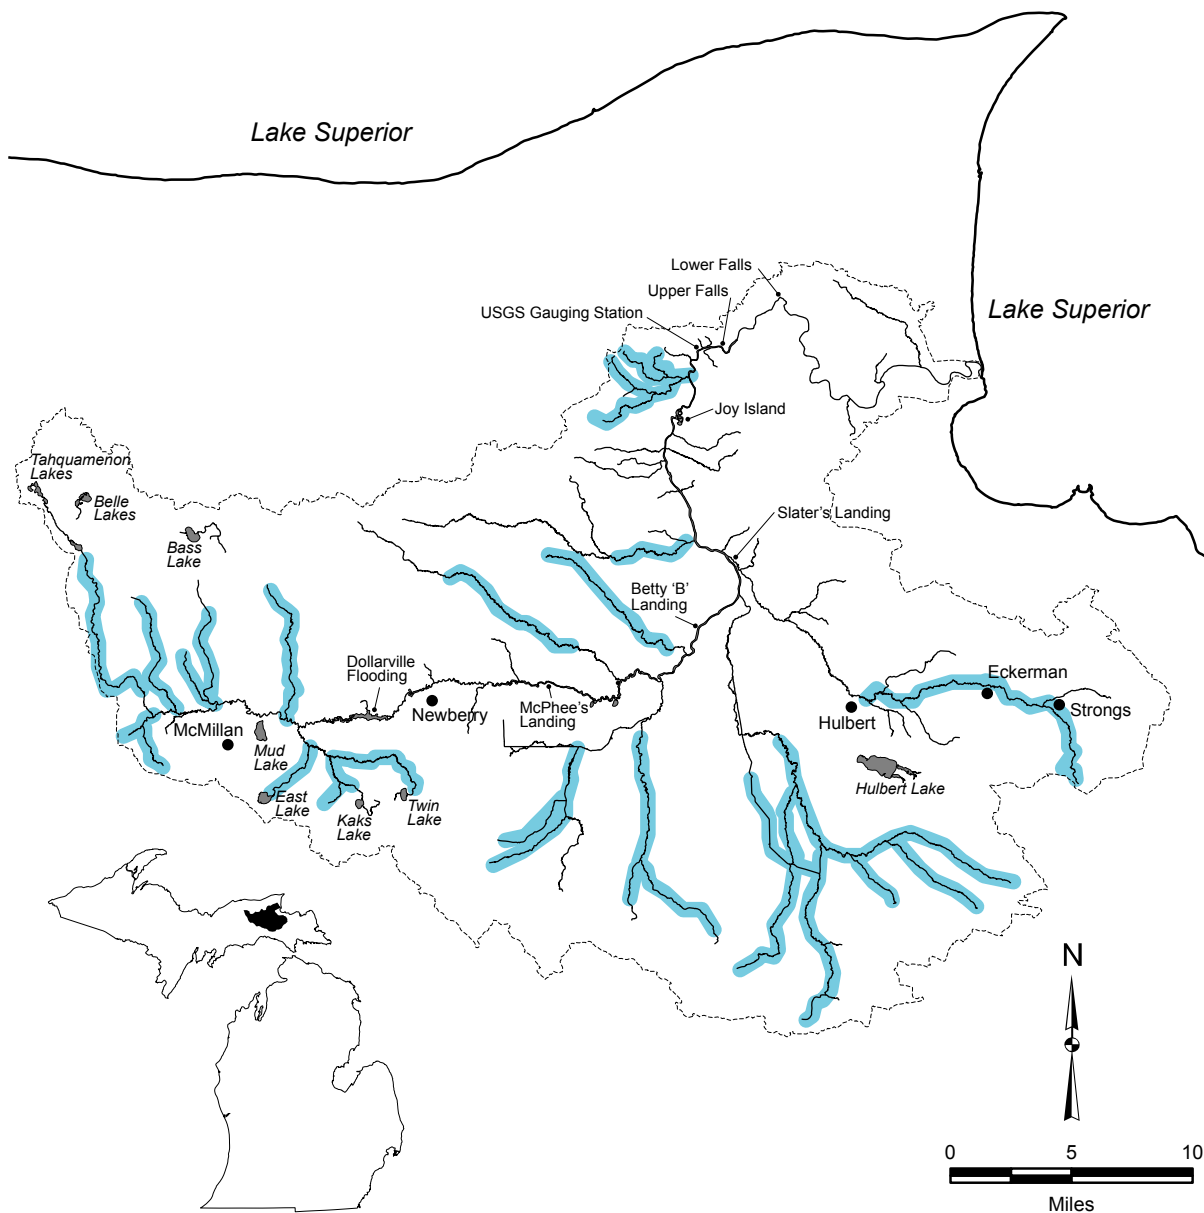 Lake Superior
Lower Falls
Upper Falls
Lake Superior
USGS Gauging Station
Joy Island
Tahquamenon
Lakes
Belle
Lakes
Slater's Landing
Bass
Lake
Betty 'B'
Landing
Dollarville
Flooding
Eckerman
McPhee's
Landing
Newberry
Strongs
Hulbert
McMillan
Mud
Lake
Hulbert Lake
East
Lake
Twin
Lake
Kaks
Lake
N
0 5 10
Miles